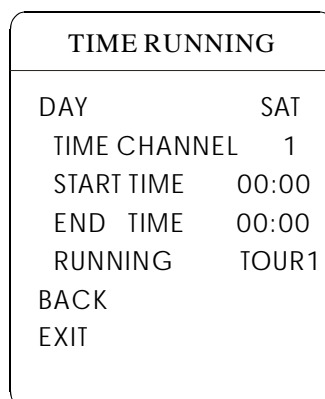 TIME RUNNING
DAY SAT
TIME CHANNEL 1
START TIME 00:00
END TIME 00:00
RUNNING TOUR1
BACK
EXIT